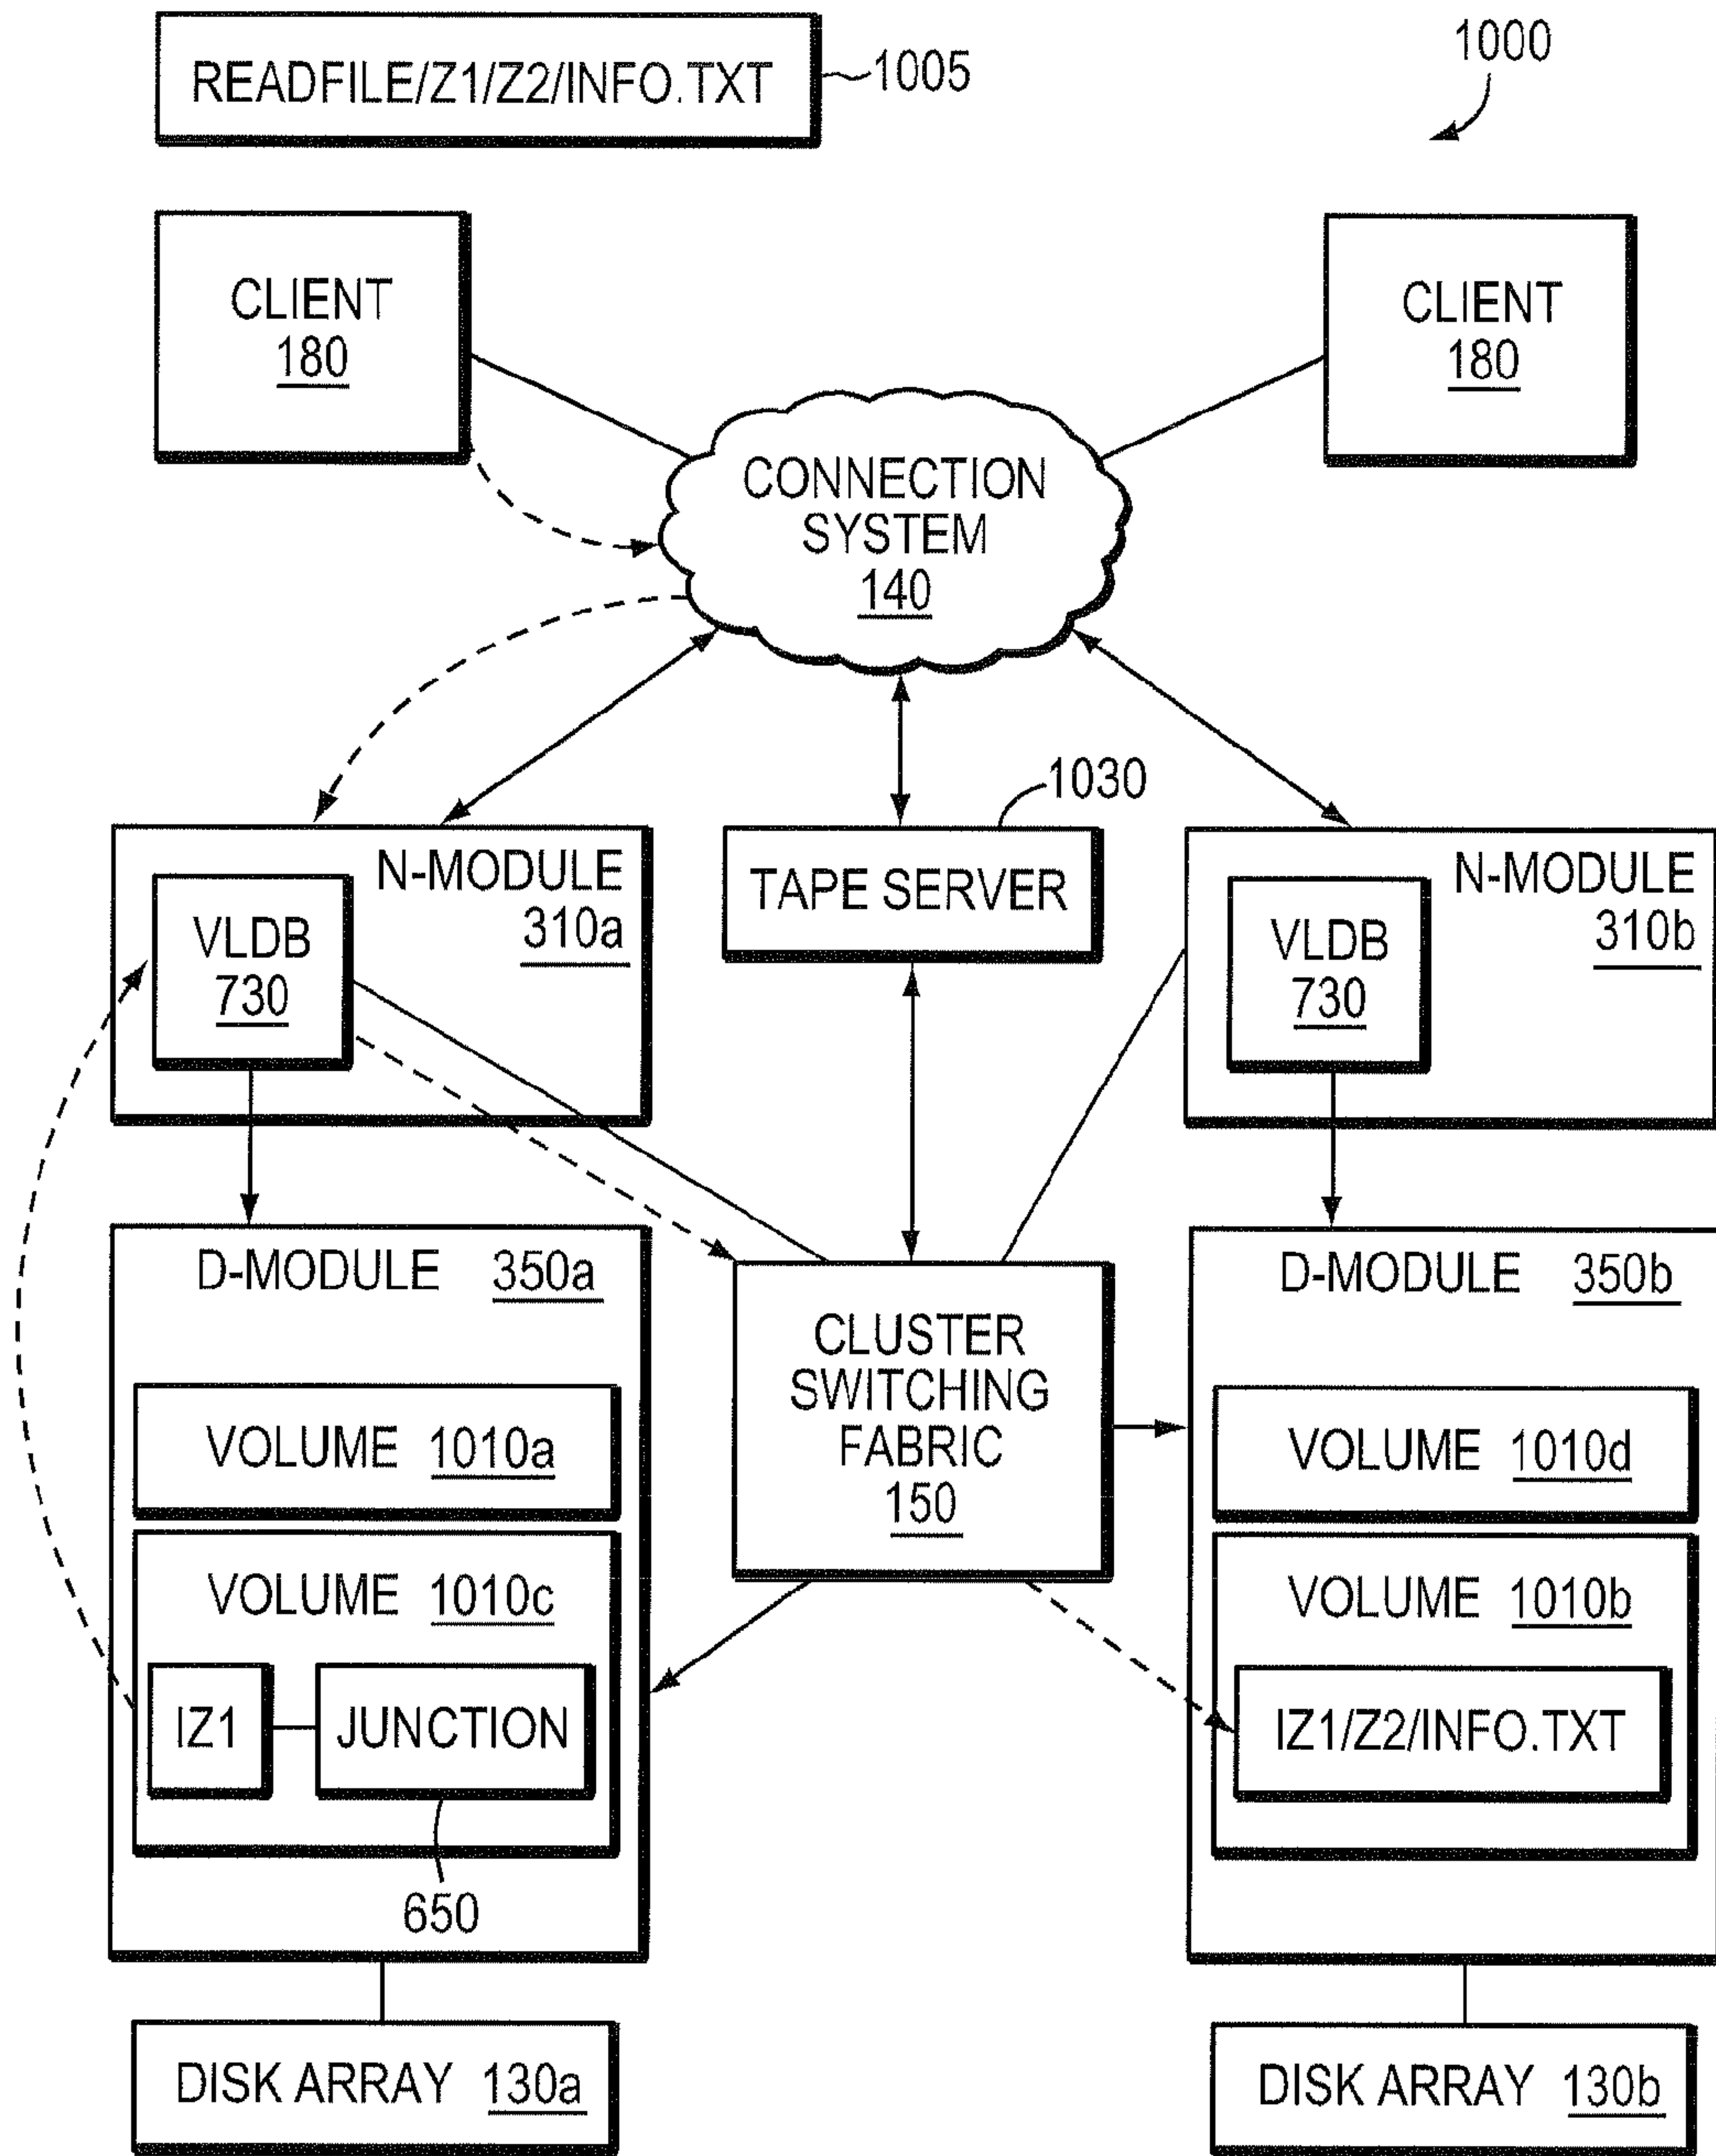 READFILE/Z1/Z2/INFO.TXT
1005
1000
CLIENT
180
CLIENT
180
CONNECTION
SYSTEM
140
1030
N-MODULE
310a
VLDB
730
TAPE SERVER
N-MODULE
310b
VLDB
730
D-MODULE 350a
VOLUME 1010a
VOLUME 1010c
IZ1
JUNCTION
650
CLUSTER
SWITCHING
FABRIC
150
D-MODULE 350b
VOLUME 1010d
VOLUME 1010b
IZ1/Z2/INFO.TXT
DISK ARRAY 130a
DISK ARRAY 130b